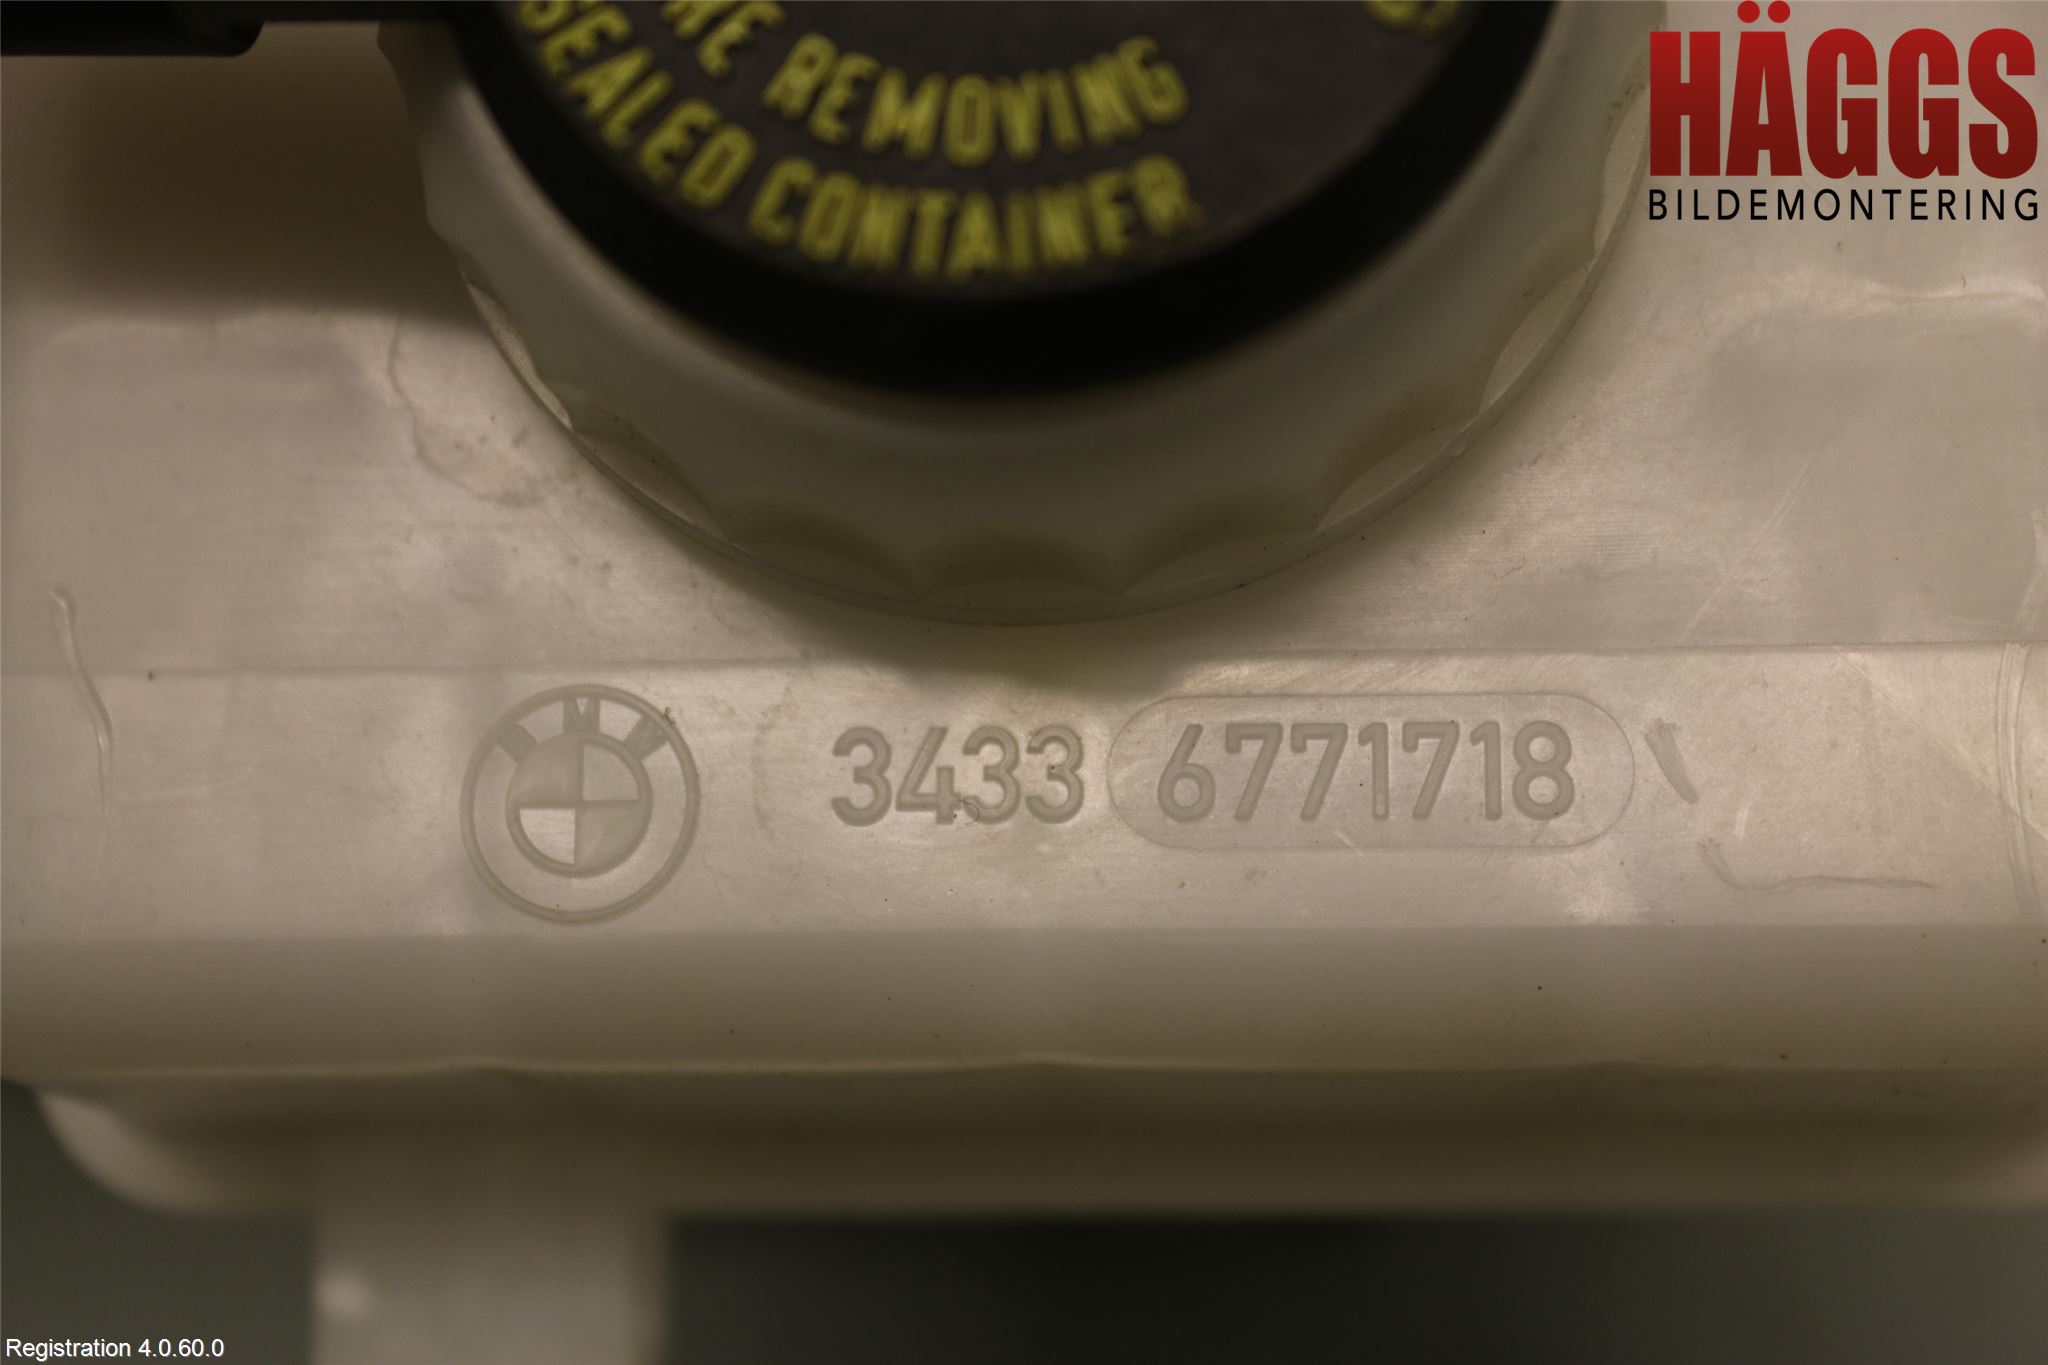 REMOVING
SEALED CONTAINER
HÄGGS
BILDEMONTERING
BMW
3433 6771718
Registration 4.0.60.0